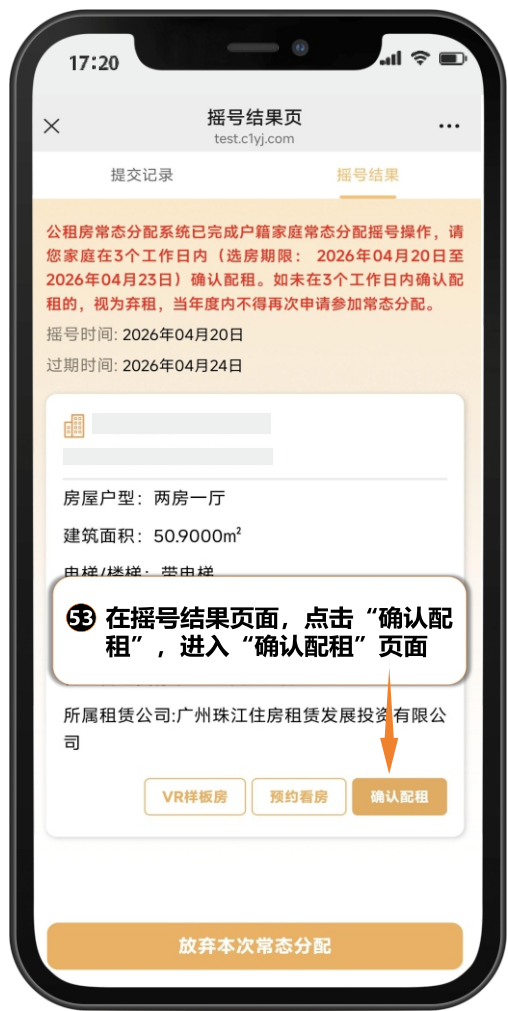 17:20
摇号结果页
test.c1yj.com
提交记录
摇号结果
公租房常态分配系统已完成户籍家庭常态分配摇号操作，请
您家庭在3个工作日内（选房期限： 2026年04月20日至
2026年04月23日）确认配租。如未在3个工作日内确认配
租的，视为弃租，当年度内不得再次申请参加常态分配。
摇号时间: 2026年04月20日
过期时间: 2026年04月24日
房屋户型：两房一厅
建筑面积：50.9000㎡
电梯/楼梯：带电梯
53 在摇号结果页面，点击“确认配
租”，进入“确认配租”页面
所属租赁公司:广州珠江住房租赁发展投资有限公
司
VR样板房
预约看房
确认配租
放弃本次常态分配